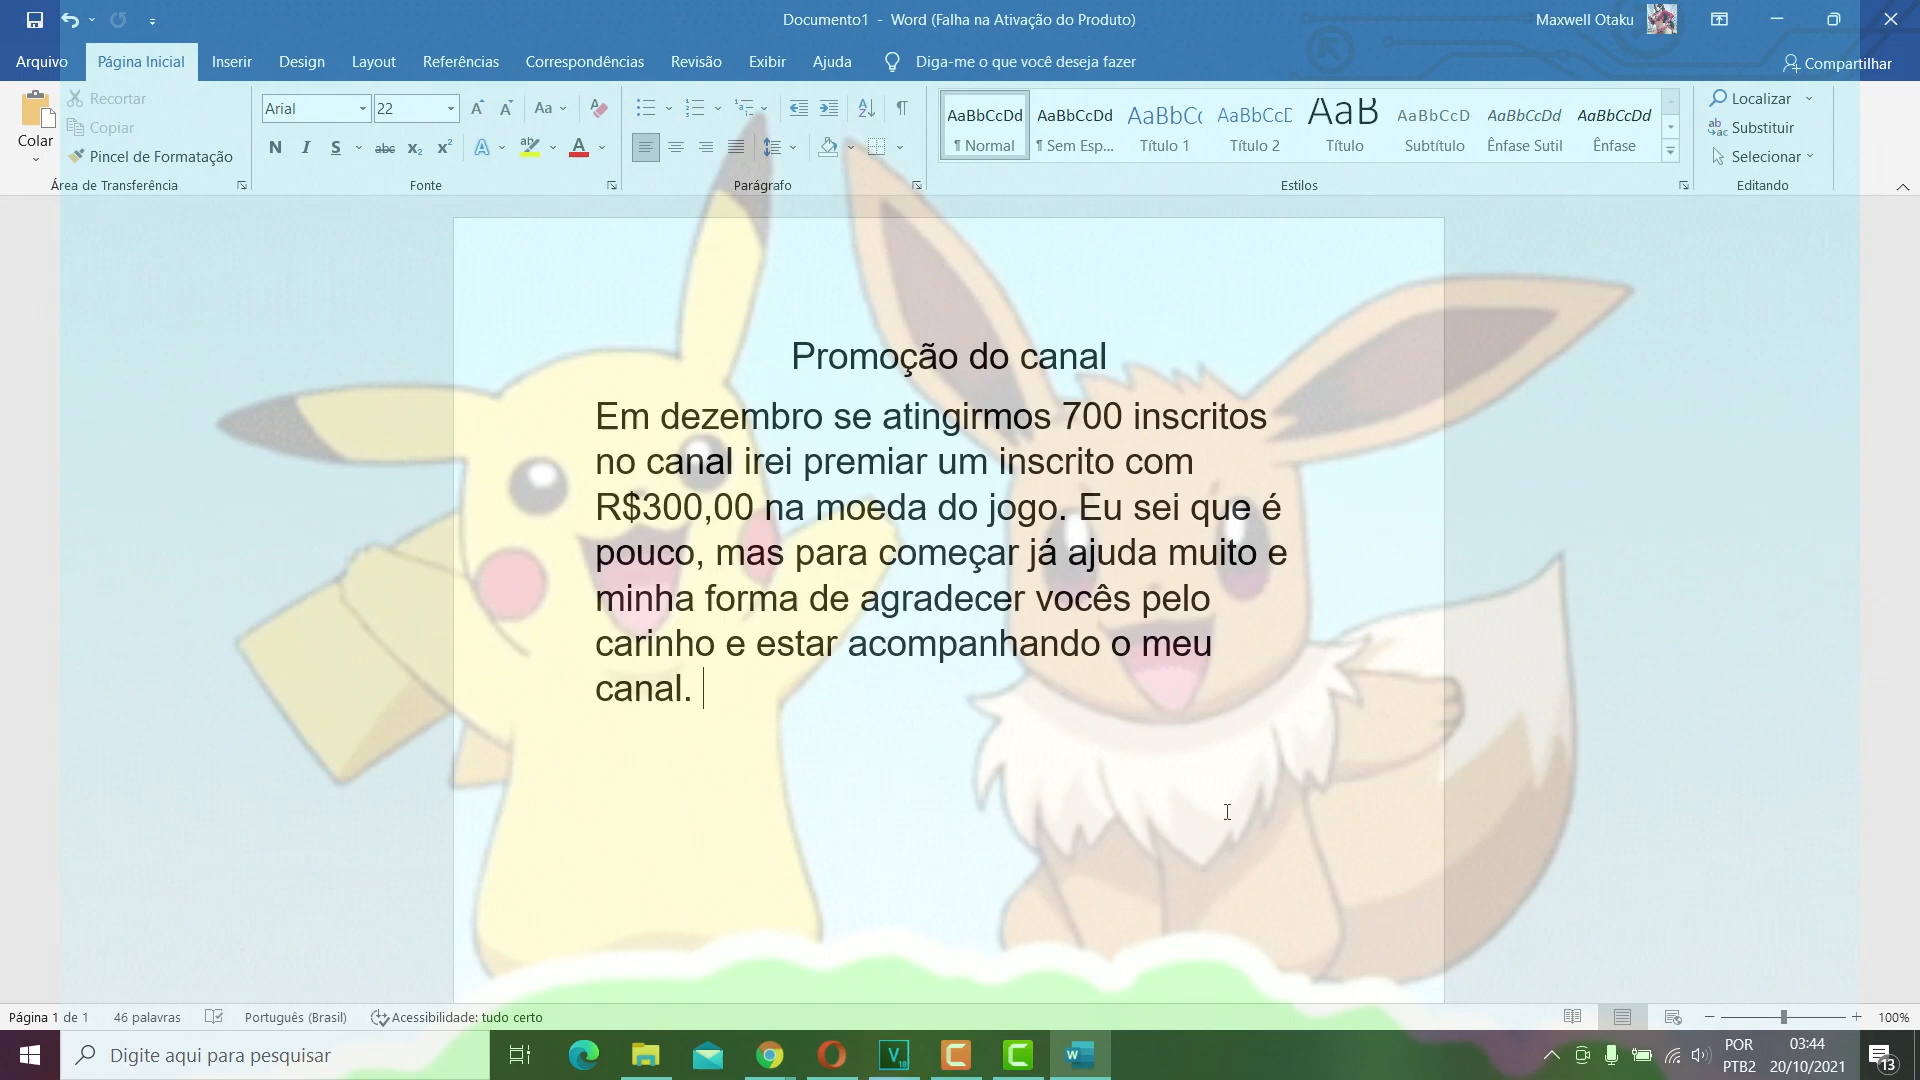 Documento1 - Word (Falha na Ativação do Produto)
Maxwell Otaku
Arquivo Página Inicial Inserir Design Layout Referências Correspondências Revisão Exibir Ajuda Diga-me o que você deseja fazer Compartilhar
Colar
Recortar
Copiar
Pincel de Formatação
Área de Transferência
Arial 22
Aa
N I S abc x₂ x² A A
Fonte
Parágrafo
AaBbCcDd AaBbCcDd AaBbCc AaBbCcD AaB AaBbCcD AaBbCcDd AaBbCcDd
¶ Normal ¶ Sem Esp... Título 1 Título 2 Título Subtítulo Ênfase Sutil Ênfase
Estilos
Localizar
Substituir
Selecionar
Editando
Promoção do canal
Em dezembro se atingirmos 700 inscritos
no canal irei premiar um inscrito com
R$300,00 na moeda do jogo. Eu sei que é
pouco, mas para começar já ajuda muito e
minha forma de agradecer vocês pelo
carinho e estar acompanhando o meu
canal.
Página 1 de 1 46 palavras Português (Brasil) Acessibilidade: tudo certo 100%
Digite aqui para pesquisar
POR
PTB2
03:44
20/10/2021
13